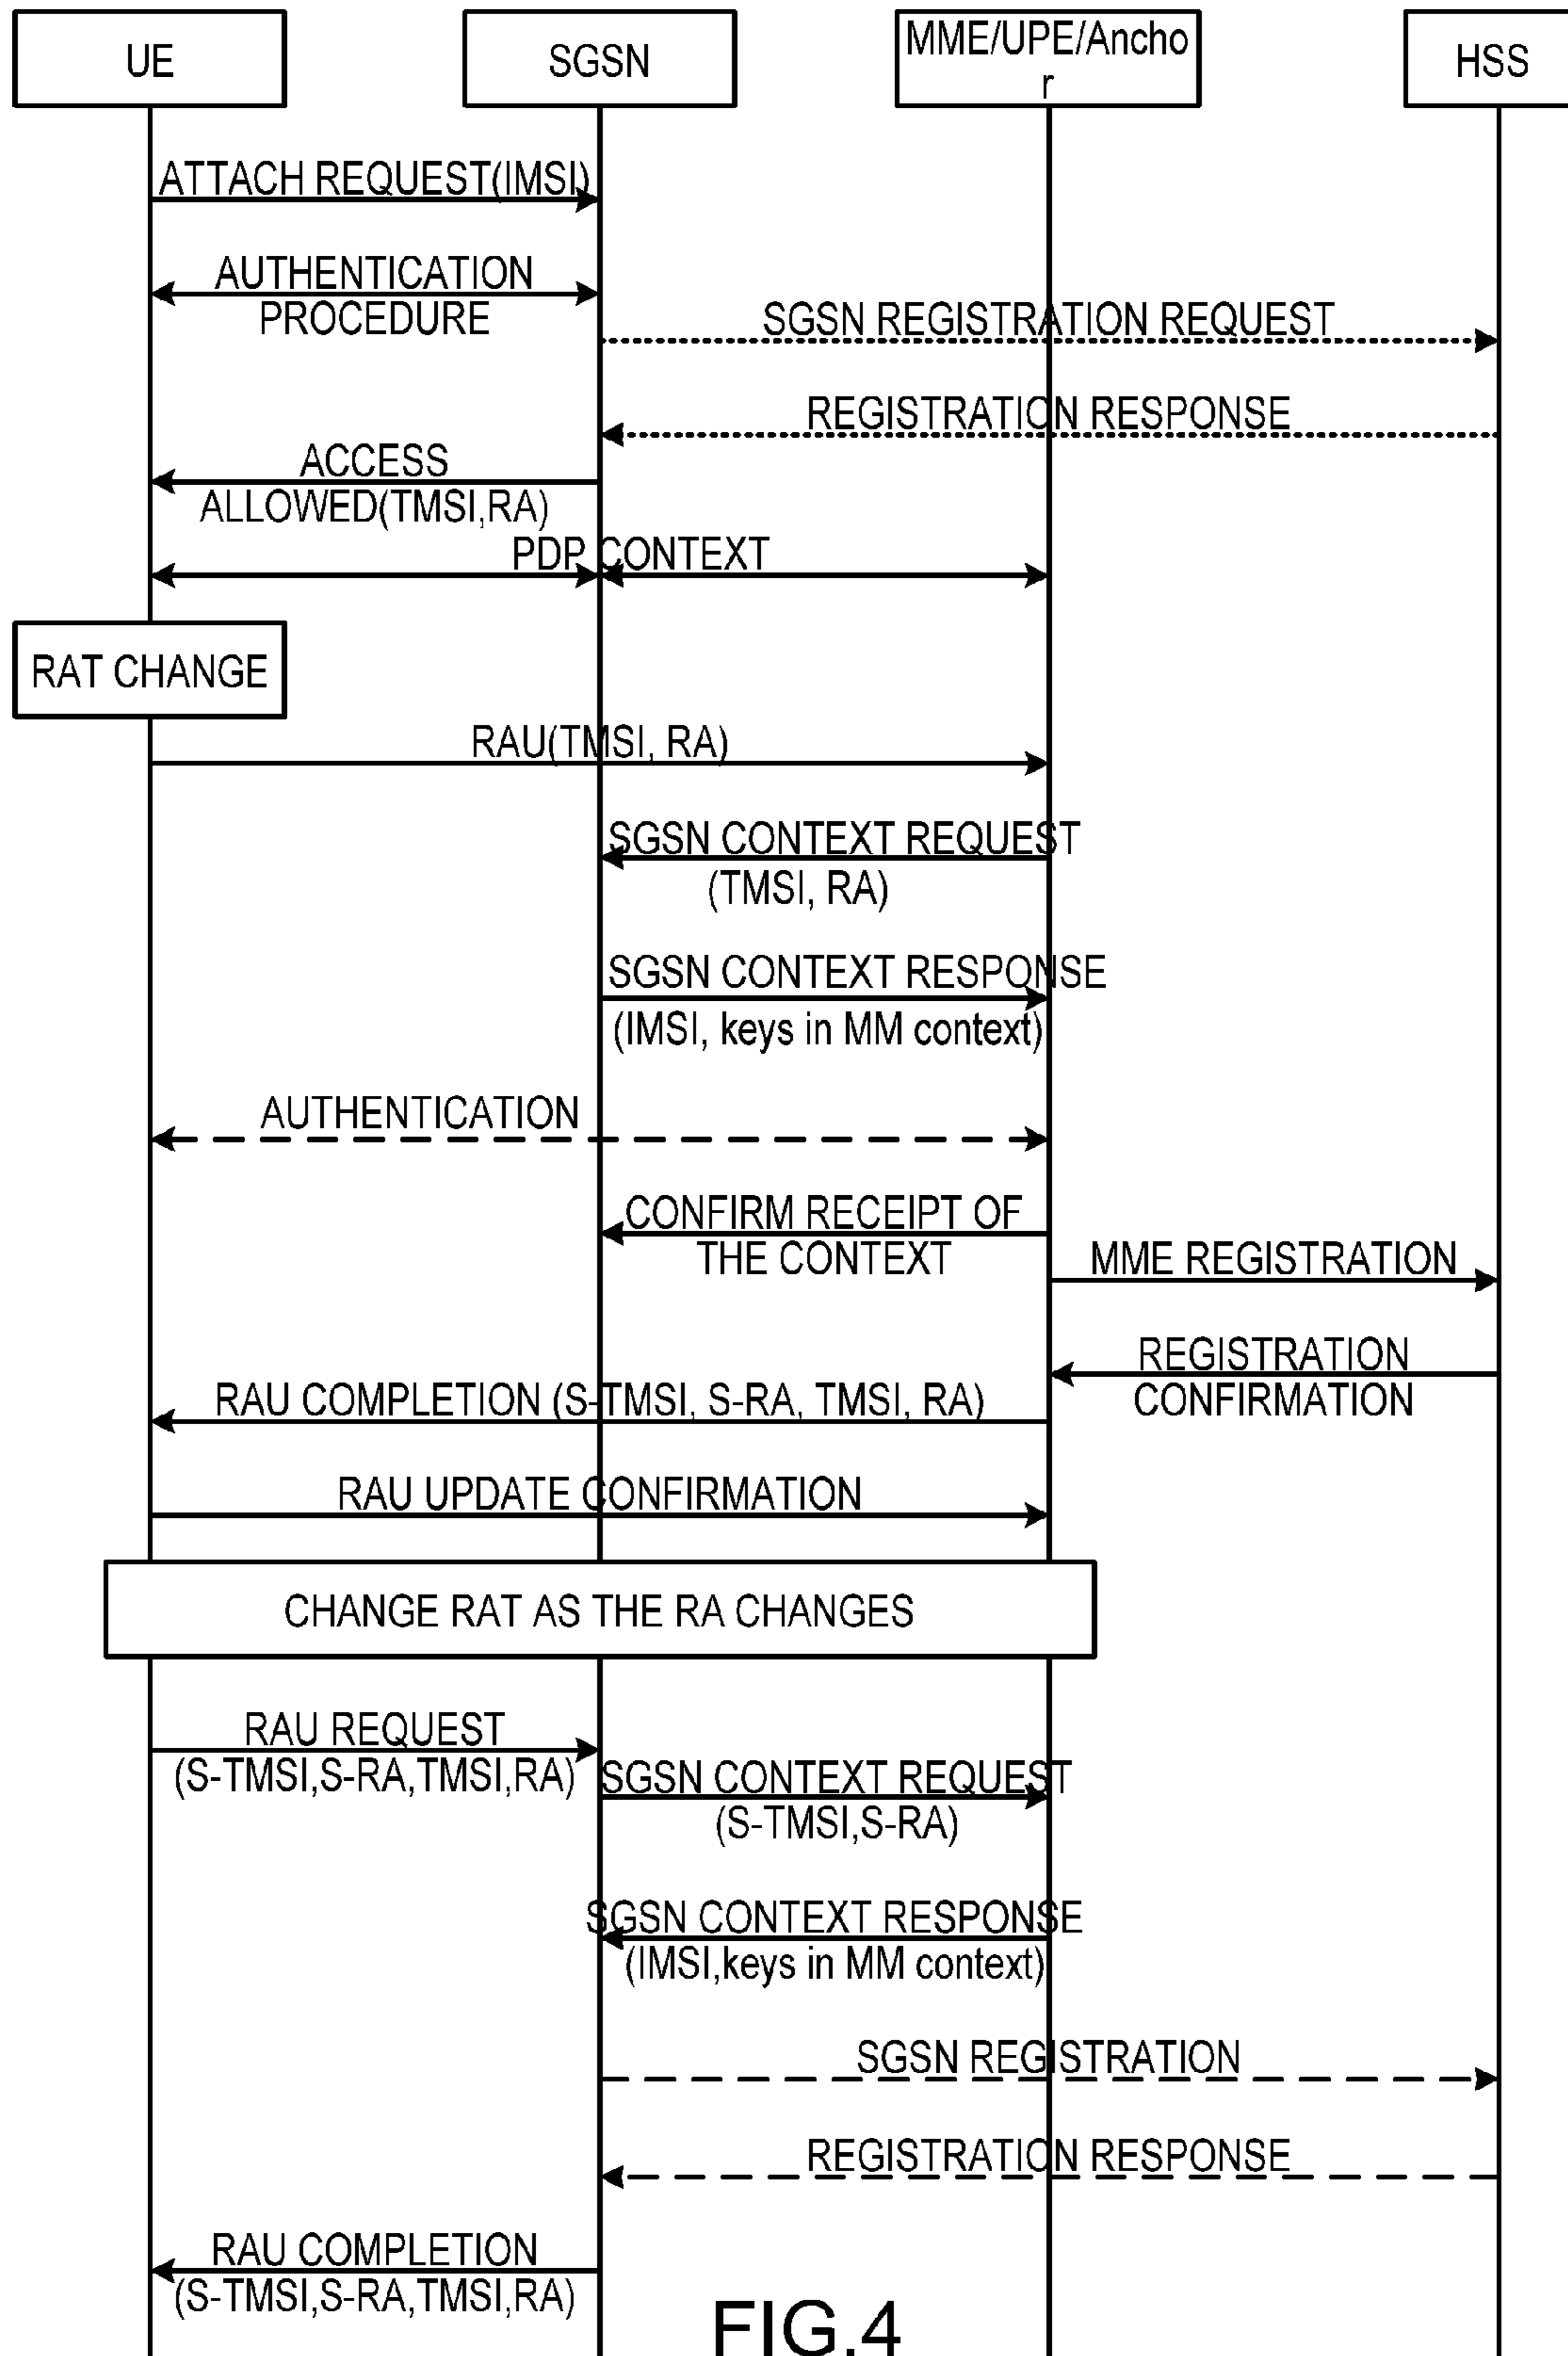 UE
SGSN
MME/UPE/Ancho
r
HSS
ATTACH REQUEST(IMSI)
AUTHENTICATION
PROCEDURE
SGSN REGISTRATION REQUEST
REGISTRATION RESPONSE
ACCESS
ALLOWED(TMSI,RA)
PDP CONTEXT
RAT CHANGE
RAU(TMSI, RA)
SGSN CONTEXT REQUEST
(TMSI, RA)
SGSN CONTEXT RESPONSE
(IMSI, keys in MM context)
AUTHENTICATION
CONFIRM RECEIPT OF
THE CONTEXT
MME REGISTRATION
REGISTRATION
CONFIRMATION
RAU COMPLETION (S-TMSI, S-RA, TMSI, RA)
RAU UPDATE CONFIRMATION
CHANGE RAT AS THE RA CHANGES
RAU REQUEST
(S-TMSI,S-RA,TMSI,RA)
SGSN CONTEXT REQUEST
(S-TMSI,S-RA)
SGSN CONTEXT RESPONSE
(IMSI,keys in MM context)
SGSN REGISTRATION
REGISTRATION RESPONSE
RAU COMPLETION
(S-TMSI,S-RA,TMSI,RA)
FIG.4